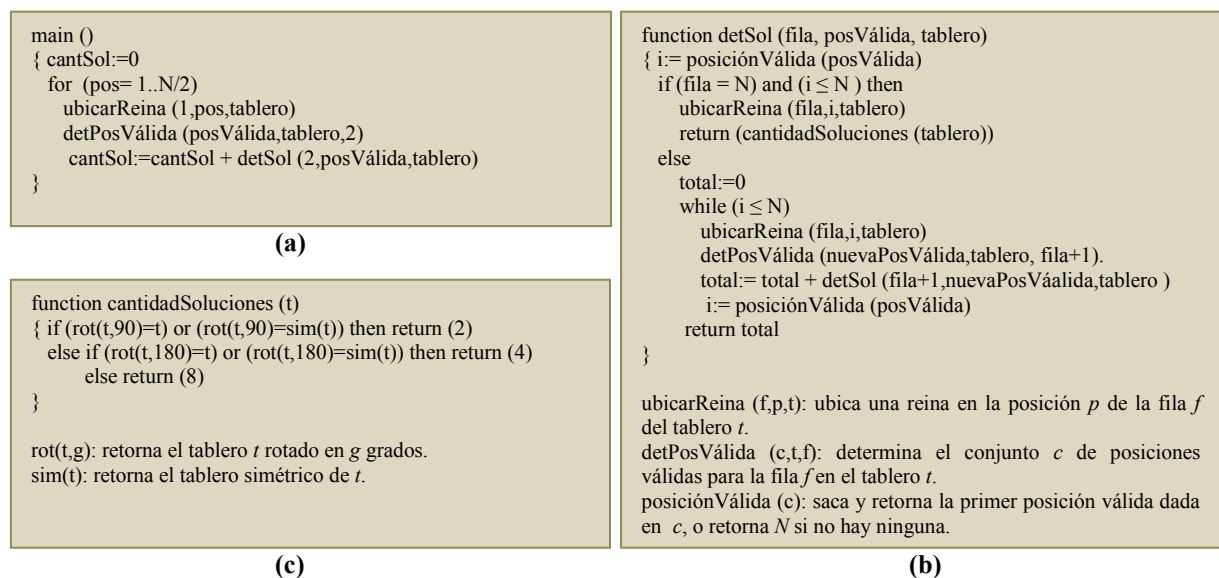 main ()
{ cantSol:=0
for (pos= 1..N/2)
ubicarReina (1,pos,tablero)
detPosVálida (posVálida,tablero,2)
cantSol:=cantSol + detSol (2,posVálida,tablero)
}
(a)
function cantidadSoluciones (t)
{ if (rot(t,90)=t) or (rot(t,90)=sim(t)) then return (2)
else if (rot(t,180)=t) or (rot(t,180)=sim(t)) then return (4)
else return (8)
}
rot(t,g): retorna el tablero t rotado en g grados.
sim(t): retorna el tablero simétrico de t.
(c)
function detSol (fila, posVálida, tablero)
{ i:= posiciónVálida (posVálida)
if (fila = N) and (i ≤ N ) then
ubicarReina (fila,i,tablero)
return (cantidadSoluciones (tablero))
else
total:=0
while (i ≤ N)
ubicarReina (fila,i,tablero)
detPosVálida (nuevaPosVálida,tablero, fila+1).
total:= total + detSol (fila+1,nuevaPosVáalida,tablero )
i:= posiciónVálida (posVálida)
return total
}
ubicarReina (f,p,t): ubica una reina en la posición p de la fila f
del tablero t.
detPosVálida (c,t,f): determina el conjunto c de posiciones
válidas para la fila f en el tablero t.
posiciónVálida (c): saca y retorna la primer posición válida dada
en c, o retorna N si no hay ninguna.
(b)